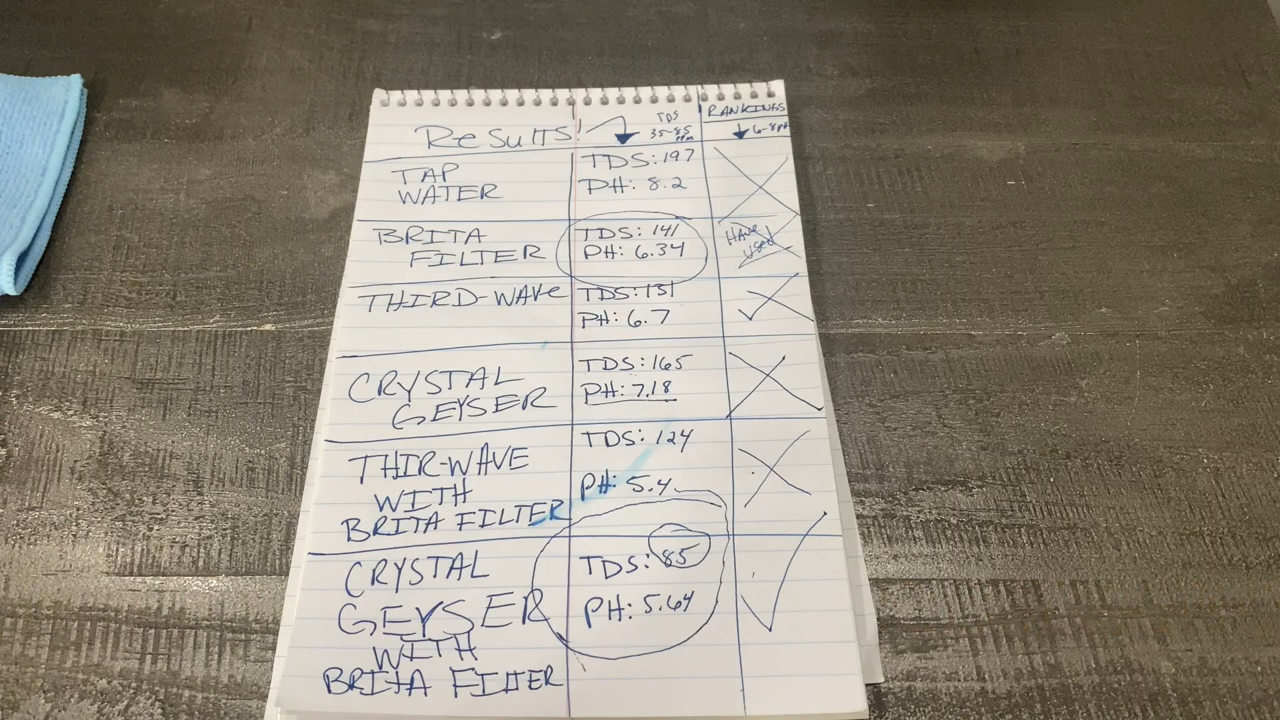 Results
TDS
35-85
ppm
RANKINGS
6-8pH
TAP
WATER
TDS: 197
PH: 8.2
BRITA
FILTER
TDS: 141
PH: 6.34
HAVE
used
THIRD-WAVE
TDS: 131
PH: 6.7
CRYSTAL
GEYSER
TDS: 165
PH: 7.18
THIR-WAVE
WITH
BRITA FILTER
TDS: 124
PH: 5.4
CRYSTAL
GEYSER
WITH
BRITA FILTER
TDS: 85
PH: 5.64